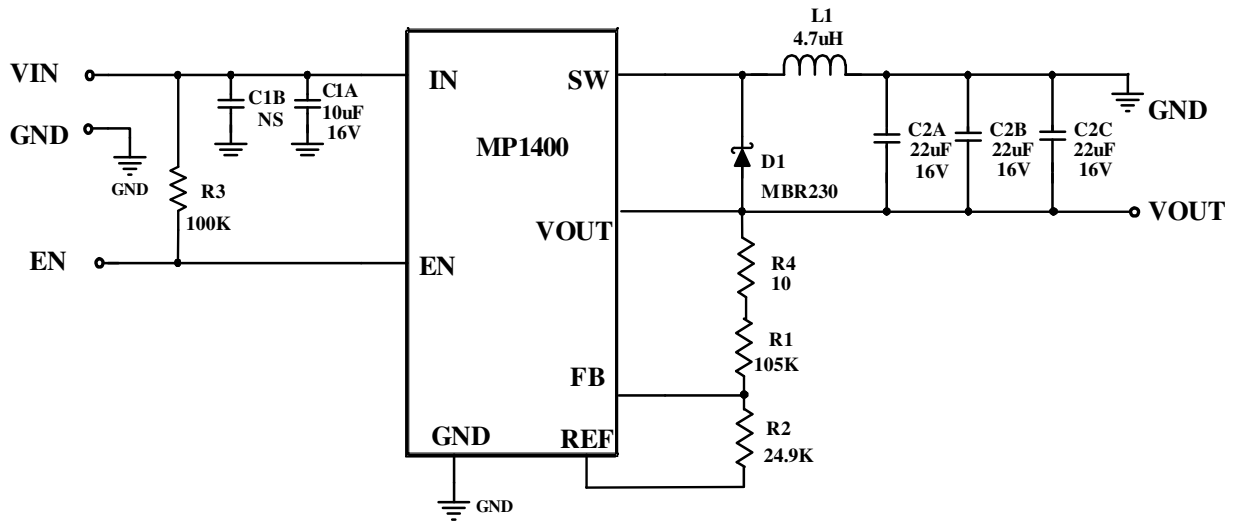 L1
4.7uH
VIN
IN
SW
C1B
NS
C1A
10uF
16V
GND
GND
GND
MP1400
R3
100K
D1
MBR230
C2A
22uF
16V
C2B
22uF
16V
C2C
22uF
16V
VOUT
VOUT
EN
EN
R4
10
R1
105K
FB
R2
24.9K
GND
REF
GND